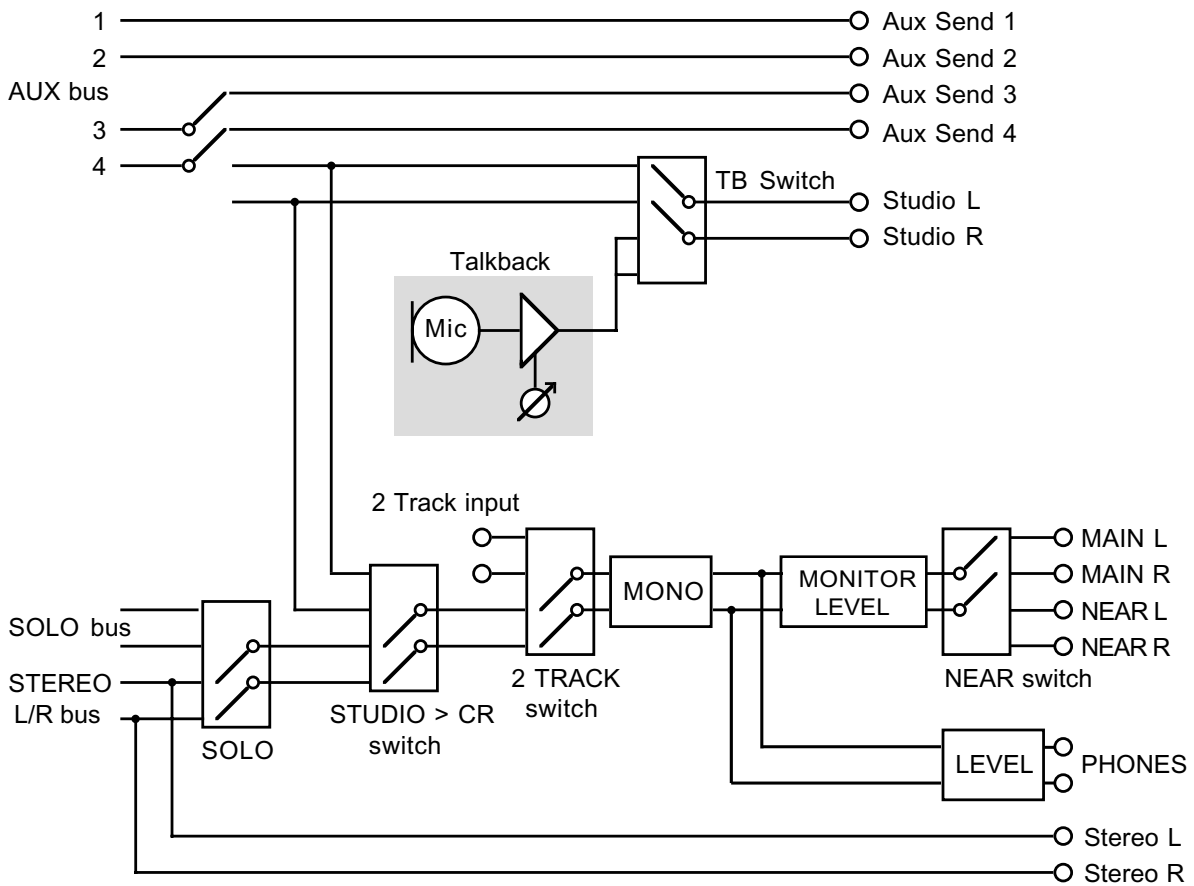 1
Aux Send 1
2
Aux Send 2
AUX bus
Aux Send 3
3
Aux Send 4
4
TB Switch
Studio L
Studio R
Talkback
Mic
2 Track input
MAIN L
MONO
MONITOR
LEVEL
MAIN R
NEAR L
SOLO bus
NEAR R
STEREO
L/R bus
2 TRACK
switch
NEAR switch
STUDIO > CR
switch
SOLO
LEVEL
PHONES
Stereo L
Stereo R